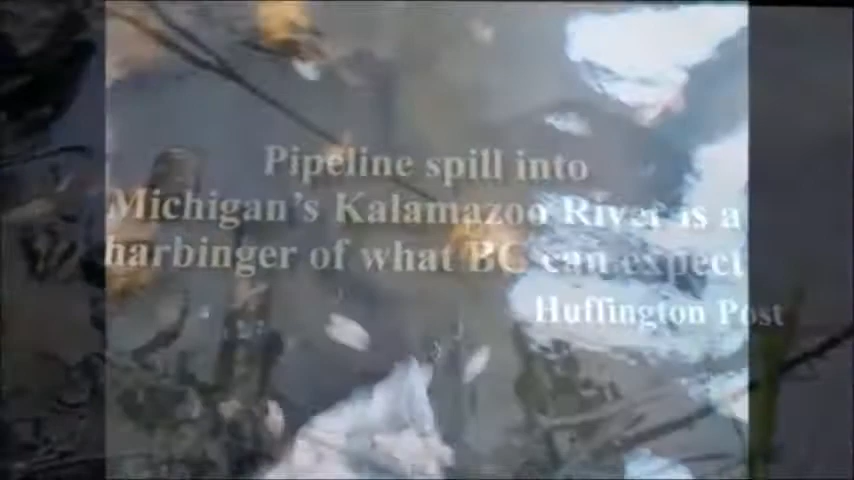 Pipeline spill into
Michigan's Kalamazoo River is a
harbinger of what BC can expect
Huffington Post